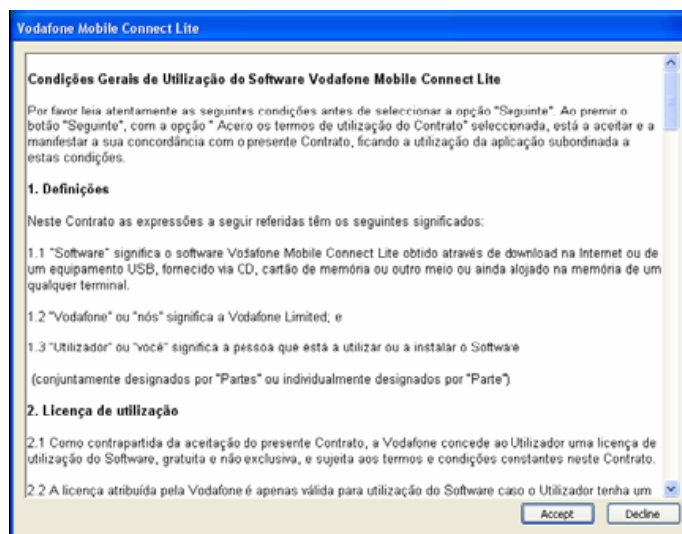 Vodafone Mobile Connect Lite
Condições Gerais de Utilização do Software Vodafone Mobile Connect Lite
Por favor leia atentamente as seguintes condições antes de seleccionar a opção "Seguinte". Ao premir o
botão "Seguinte", com a opção " Aceiro os termos de utilização do Contrato" seleccionada, está a aceitar e a
manifestar a sua concordância com o presente Contrato, ficando a utilização da aplicação subordinada a
estas condições.
1. Definições
Neste Contrato as expressões a seguir referidas têm os seguintes significados:
1.1 "Software" significa o software Vodafone Mobile Connect Lite obtido através de download na Internet ou de
um equipamento USB, fornecido via CD, cartão de memória ou outro meio ou ainda alojado na memória de um
qualquer terminal.
1.2 "Vodafone" ou "nós" significa a Vodafone Limited; e
1.3 "Utilizador" ou "você" significa a pessoa que está a utilizar ou a instalar o Software
(conjuntamente designados por "Partes" ou individualmente designados por "Parte")
2. Licença de utilização
2.1 Como contrapartida da aceitação do presente Contrato, a Vodafone concede ao Utilizador uma licença de
utilização do Software, gratuita e não exclusiva, e sujeita aos termos e condições constantes neste Contrato.
2.2 A licença atribuída pela Vodafone é apenas válida para utilização do Software caso o Utilizador tenha um
Accept Decline